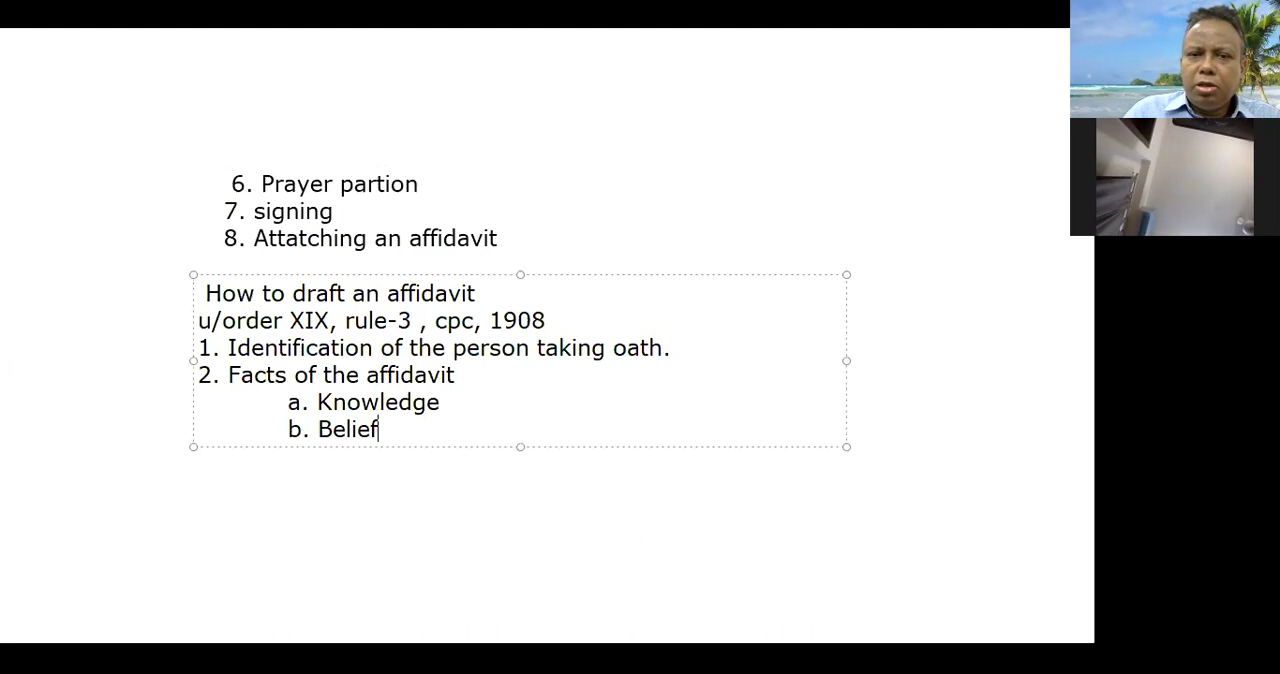 6. Prayer partion
7. signing
8. Attatching an affidavit
How to draft an affidavit
u/order XIX, rule-3 , cpc, 1908
1. Identification of the person taking oath.
2. Facts of the affidavit
a. Knowledge
b. Belief